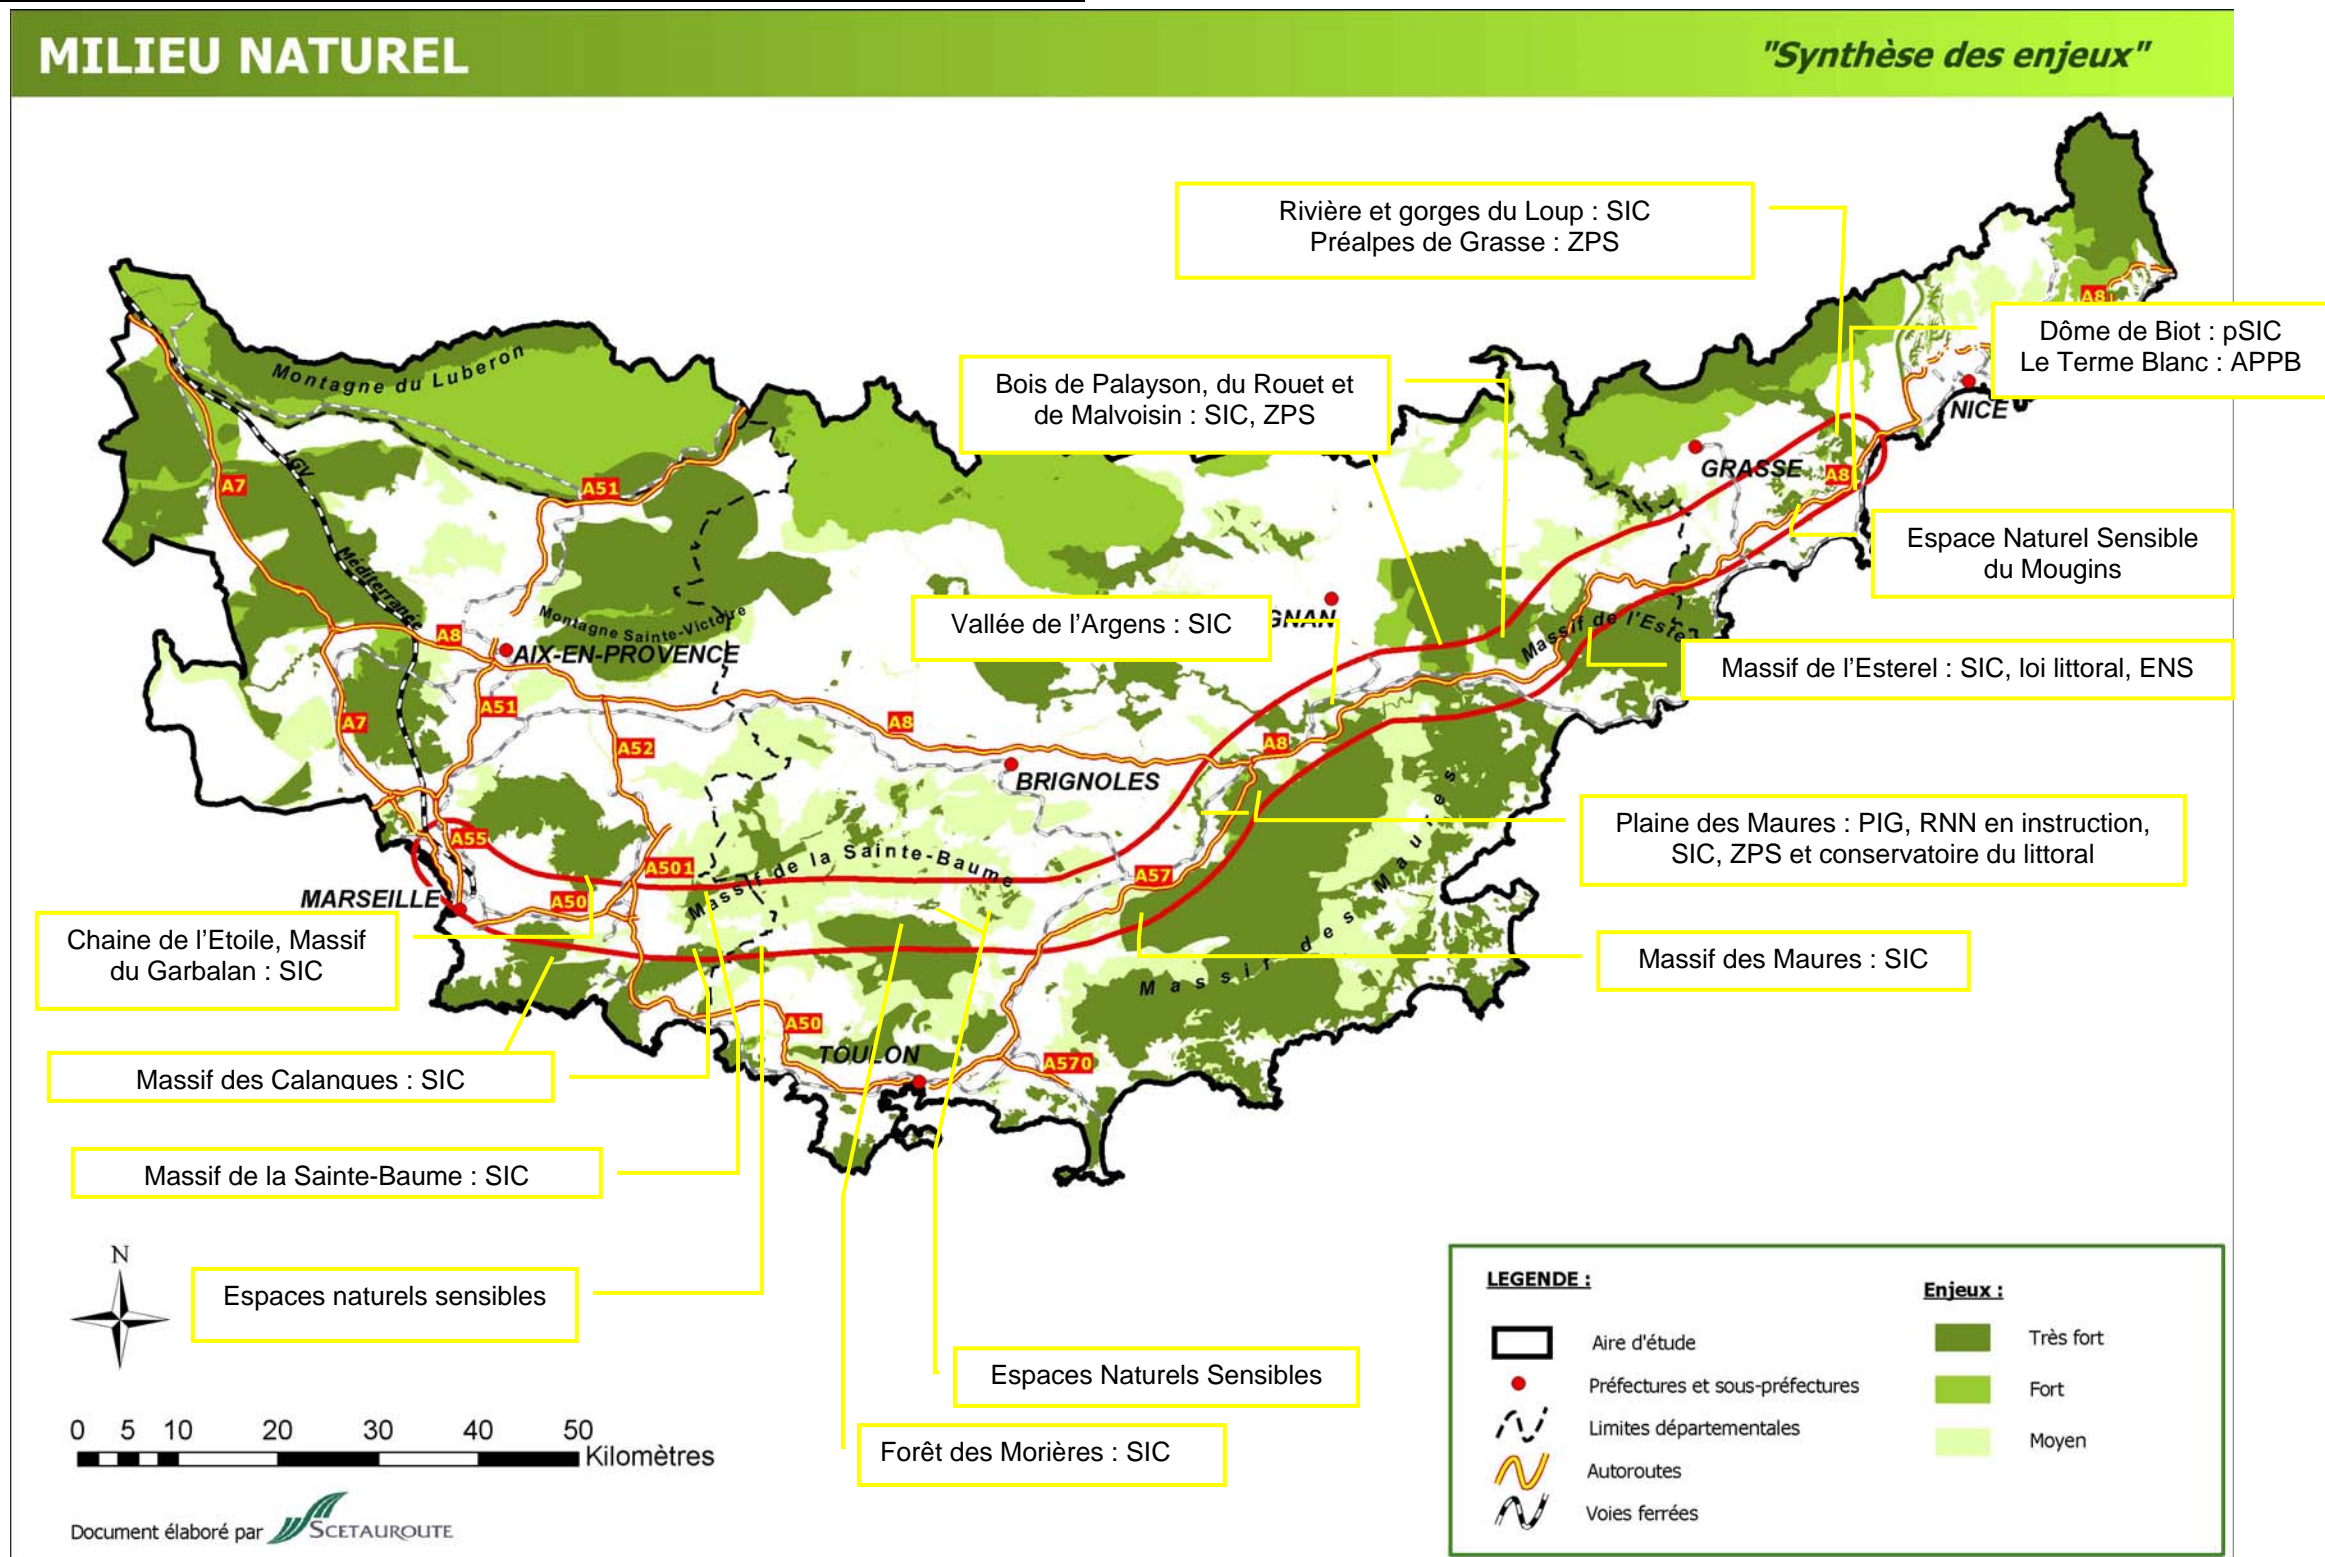 MILIEU NATUREL
"Synthèse des enjeux"
Rivière et gorges du Loup : SIC
Préalpes de Grasse : ZPS
A8
Dôme de Biot : pSIC
Le Terme Blanc : APPB
Montagne du Luberon
Bois de Palayson, du Rouet et
de Malvoisin : SIC, ZPS
NICE
LGV
GRASSE
A8
A7
A51
Espace Naturel Sensible
du Mougins
Méditerranée
Montagne Sainte-Victoire
Vallée de l'Argens : SIC
GNAN
Massif de l'Este
A8
AIX-EN-PROVENCE
Massif de l'Esterel : SIC, loi littoral, ENS
A51
A7
A52
A8
A8
BRIGNOLES
Plaine des Maures : PIG, RNN en instruction,
SIC, ZPS et conservatoire du littoral
A55
A501
Massif de la Sainte-Baume
A57
MARSEILLE
A50
Massif des Maures
Chaine de l'Etoile, Massif
du Garbalan : SIC
Massif des Maures : SIC
A50
TOULON
A570
Massif des Calanques : SIC
Massif de la Sainte-Baume : SIC
N
Espaces naturels sensibles
Espaces Naturels Sensibles
Forêt des Morières : SIC
LEGENDE :
Aire d'étude
Préfectures et sous-préfectures
Limites départementales
Autoroutes
Voies ferrées
Enjeux :
Très fort
Fort
Moyen
0 5 10 20 30 40 50
Kilomètres
Document élaboré par SCETAUROUTE